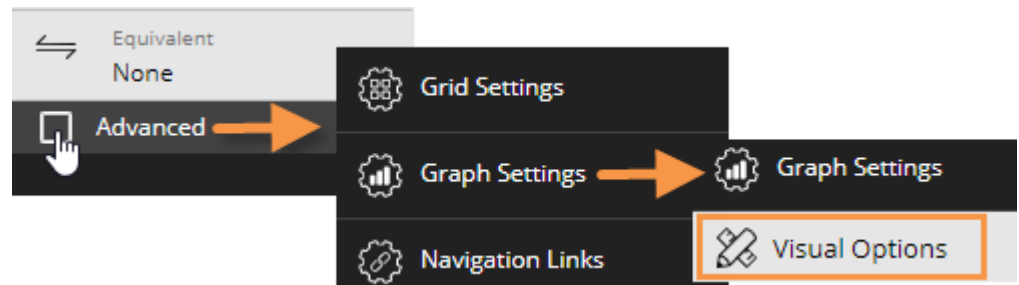 Equivalent
None
Advanced
Grid Settings
Graph Settings
Navigation Links
Graph Settings
Visual Options